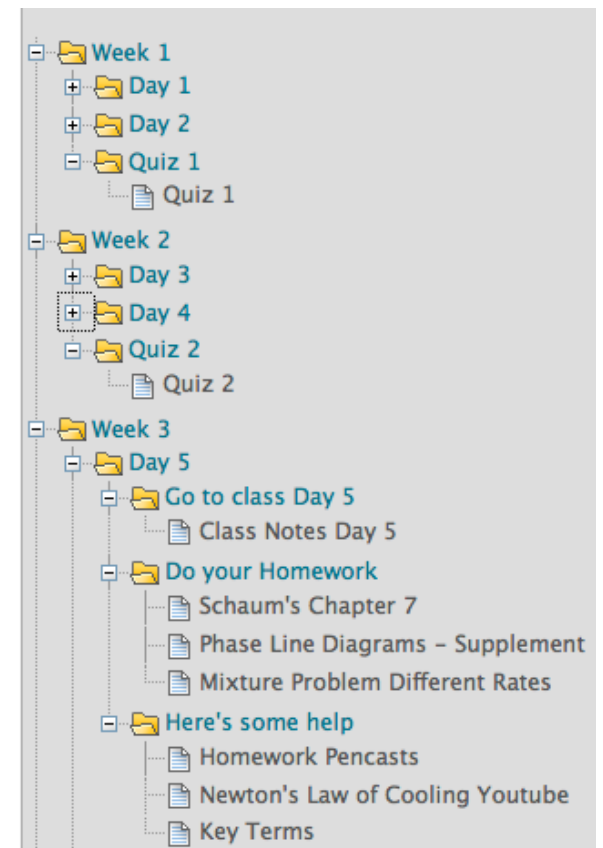 Week 1
Day 1
Day 2
Quiz 1
Quiz 1
Week 2
Day 3
Day 4
Quiz 2
Quiz 2
Week 3
Day 5
Go to class Day 5
Class Notes Day 5
Do your Homework
Schaum's Chapter 7
Phase Line Diagrams – Supplement
Mixture Problem Different Rates
Here's some help
Homework Pencasts
Newton's Law of Cooling Youtube
Key Terms